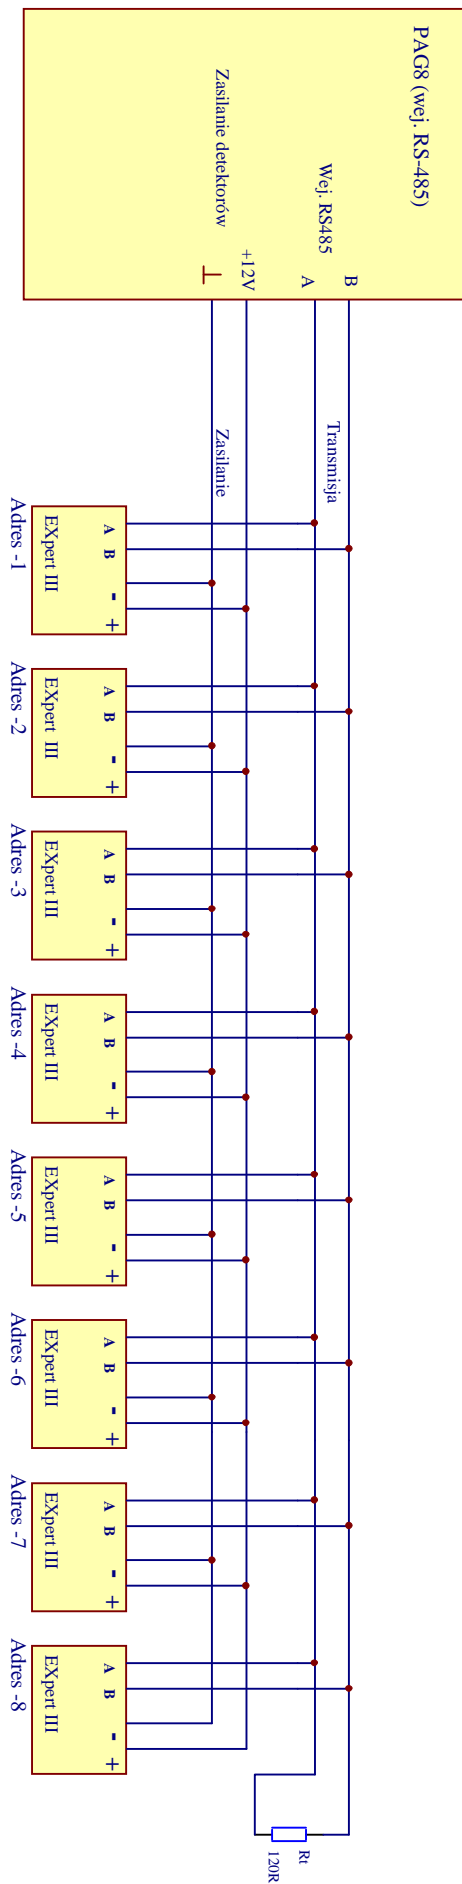 PAG8 (wej. RS-485)
Wej. RS485
Zasilanie detektorów
B
A
+12V
Transmisja
Zasilanie
A B - +
EXpert III
Adres -1
A B - +
EXpert III
Adres -2
A B - +
EXpert III
Adres -3
A B - +
EXpert III
Adres -4
A B - +
EXpert III
Adres -5
A B - +
EXpert III
Adres -6
A B - +
EXpert III
Adres -7
A B - +
EXpert III
Adres -8
Rt
120R